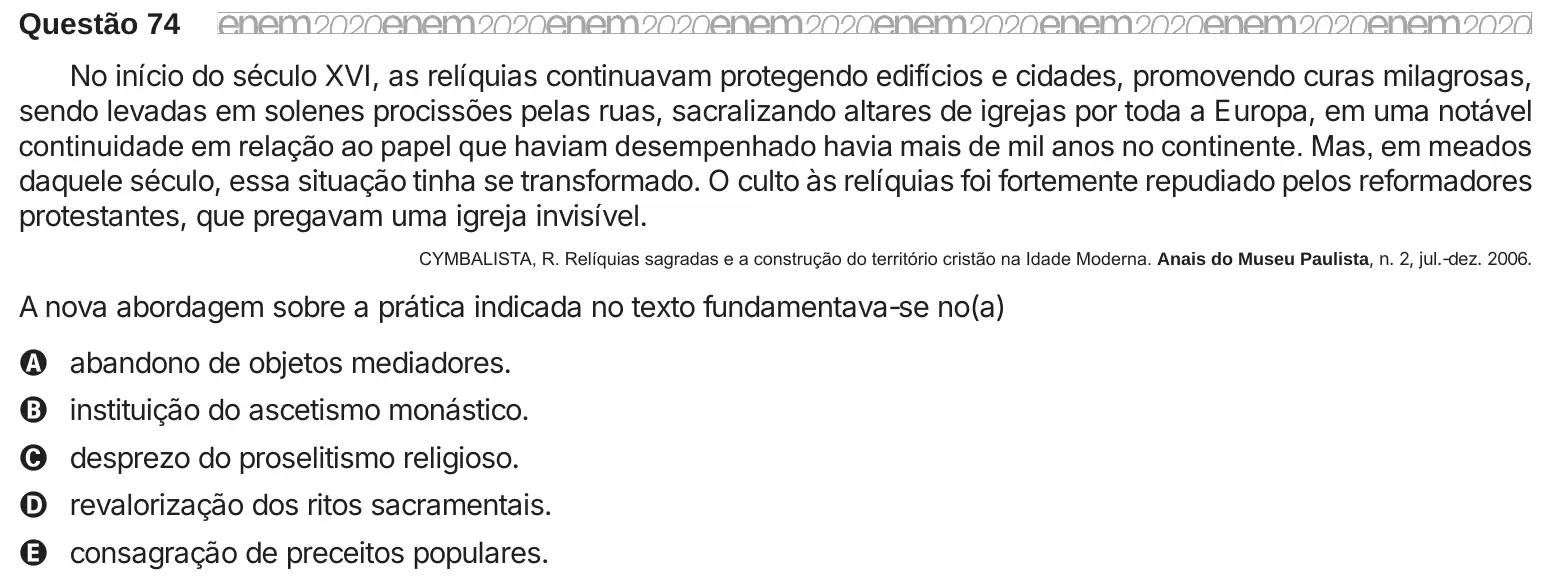 Questão 74 enem2020enem2020enem2020enem2020enem2020enem2020enem2020enem2020
No início do século XVI, as relíquias continuavam protegendo edifícios e cidades, promovendo curas milagrosas,
sendo levadas em solenes procissões pelas ruas, sacralizando altares de igrejas por toda a Europa, em uma notável
continuidade em relação ao papel que haviam desempenhado havia mais de mil anos no continente. Mas, em meados
daquele século, essa situação tinha se transformado. O culto às relíquias foi fortemente repudiado pelos reformadores
protestantes, que pregavam uma igreja invisível.
CYMBALISTA, R. Relíquias sagradas e a construção do território cristão na Idade Moderna. Anais do Museu Paulista, n. 2, jul.-dez. 2006.
A nova abordagem sobre a prática indicada no texto fundamentava-se no(a)
A abandono de objetos mediadores.
B instituição do ascetismo monástico.
C desprezo do proselitismo religioso.
D revalorização dos ritos sacramentais.
E consagração de preceitos populares.